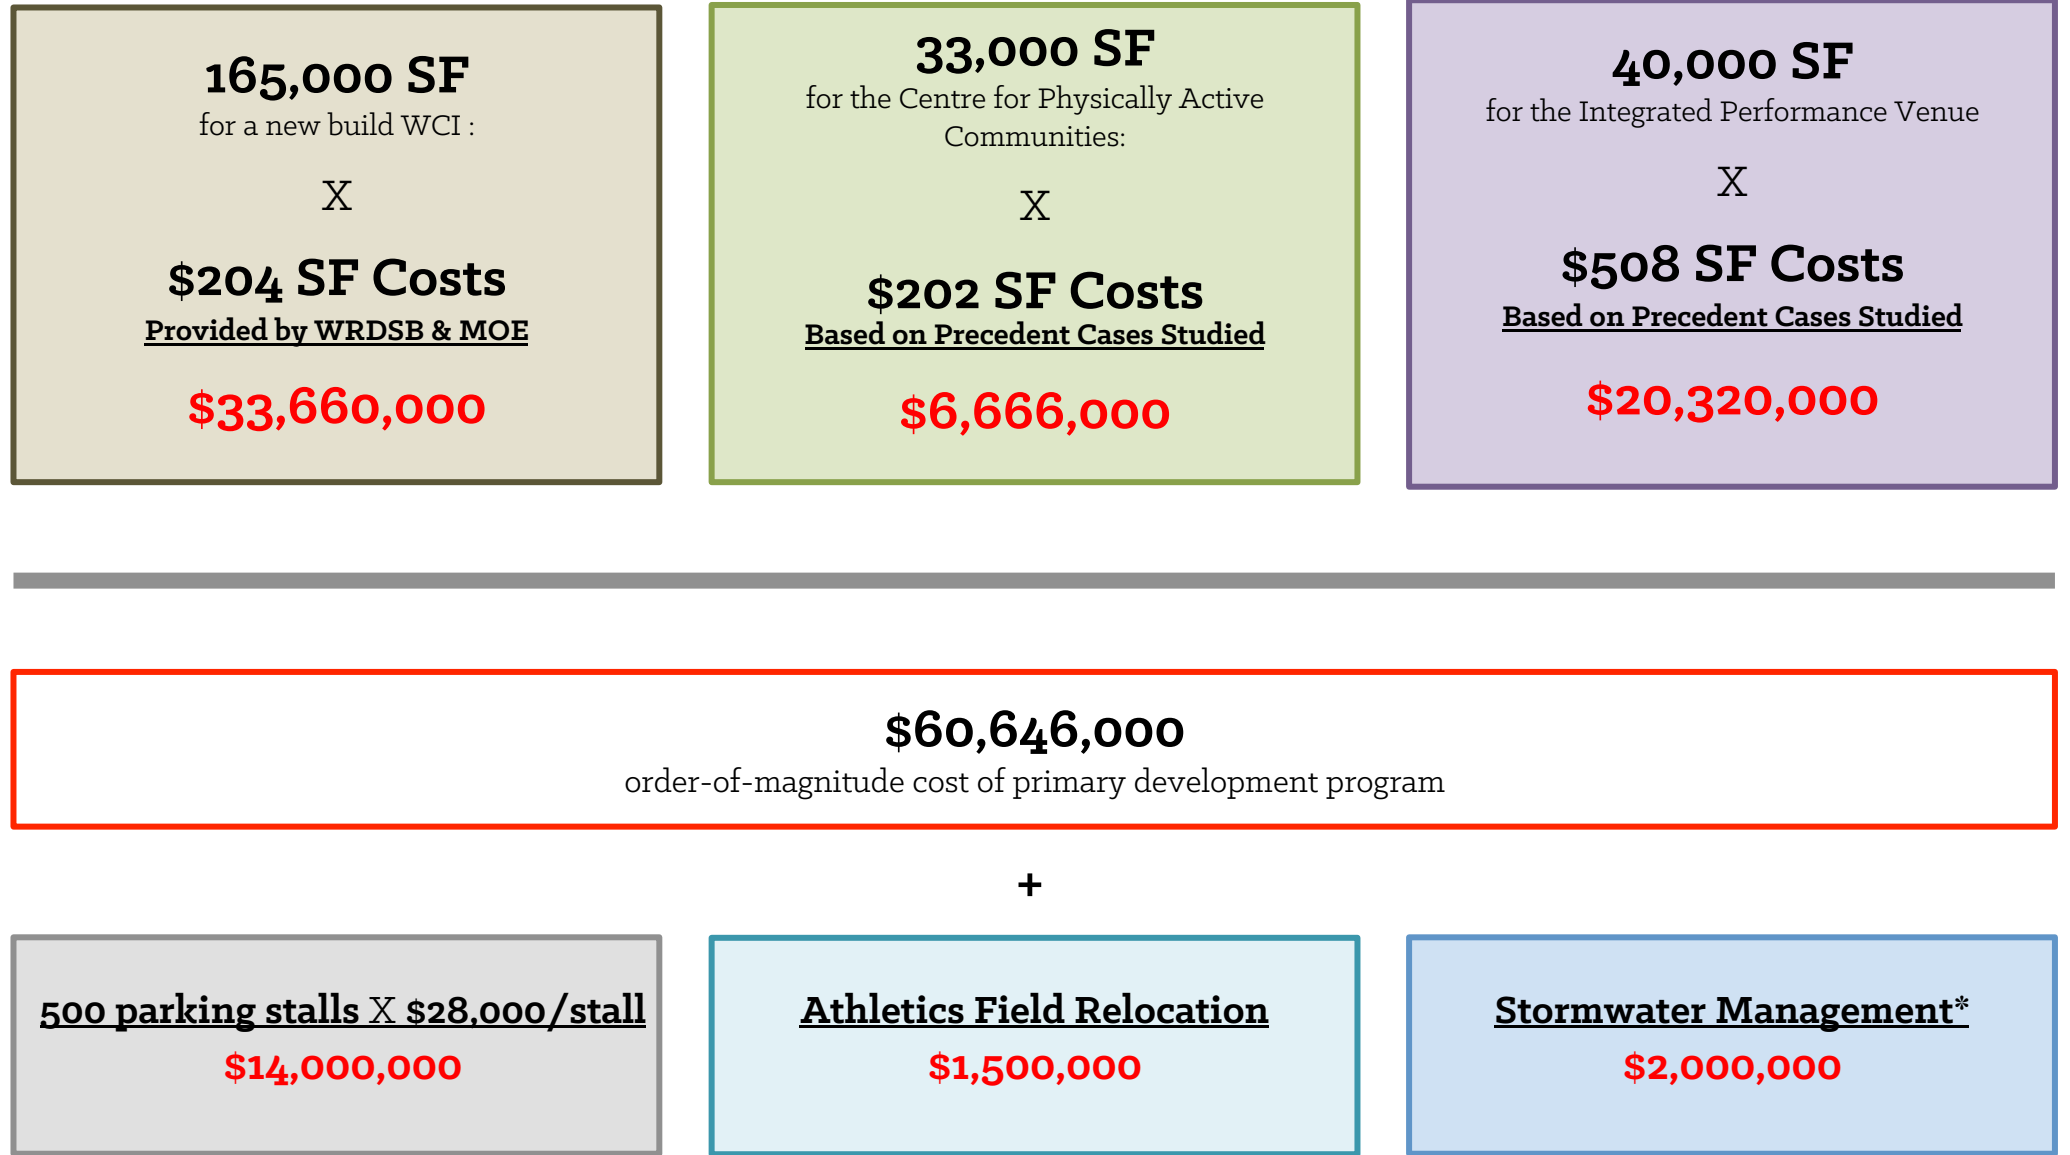 165,000 SF
for a new build WCI :
X
$204 SF Costs
Provided by WRDSB & MOE
$33,660,000
33,000 SF
for the Centre for Physically Active
Communities:
X
$202 SF Costs
Based on Precedent Cases Studied
$6,666,000
40,000 SF
for the Integrated Performance Venue
X
$508 SF Costs
Based on Precedent Cases Studied
$20,320,000
$60,646,000
order-of-magnitude cost of primary development program
+
500 parking stalls X $28,000/stall
$14,000,000
Athletics Field Relocation
$1,500,000
Stormwater Management*
$2,000,000